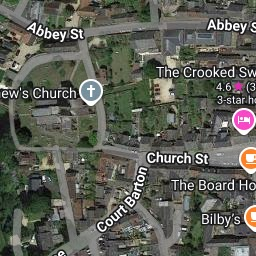 Abbey St
Abbey St
The Crooked Sw
4.6
(3
3-star ho
ew's Church
Church St
The Board Ho
Court Barton
Bilby's